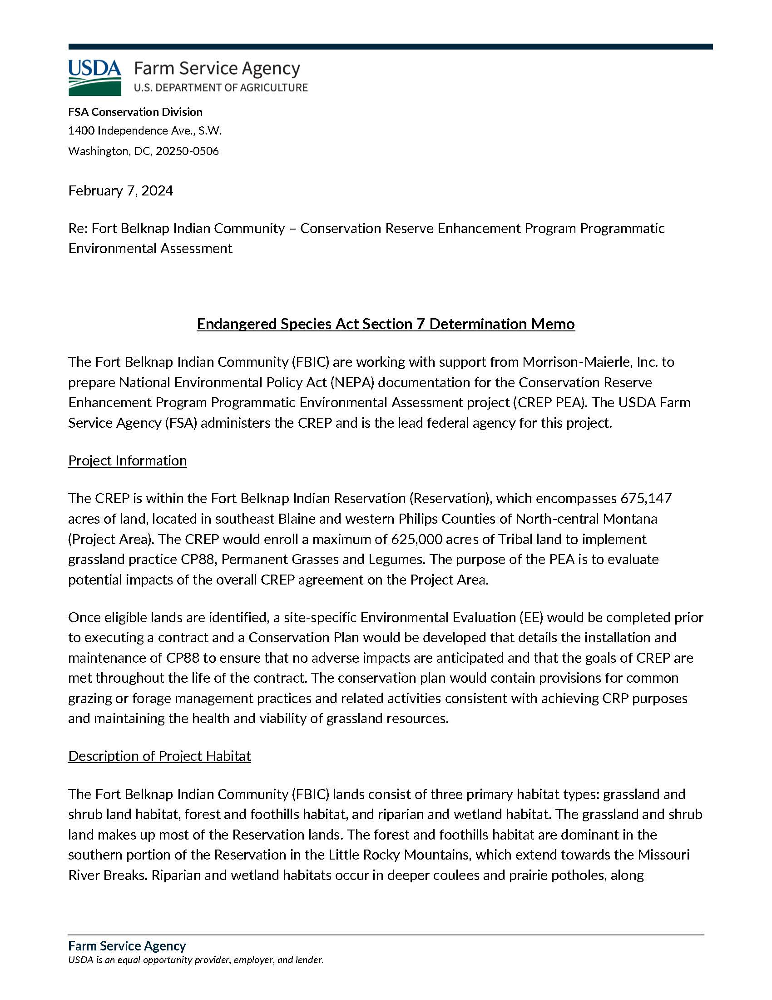 USDA
Farm Service Agency
U.S. DEPARTMENT OF AGRICULTURE
FSA Conservation Division
1400 Independence Ave., S.W.
Washington, DC, 20250-0506
February 7, 2024
Re: Fort Belknap Indian Community – Conservation Reserve Enhancement Program Programmatic
Environmental Assessment
Endangered Species Act Section 7 Determination Memo
The Fort Belknap Indian Community (FBIC) are working with support from Morrison-Maierle, Inc. to
prepare National Environmental Policy Act (NEPA) documentation for the Conservation Reserve
Enhancement Program Programmatic Environmental Assessment project (CREP PEA). The USDA Farm
Service Agency (FSA) administers the CREP and is the lead federal agency for this project.
Project Information
The CREP is within the Fort Belknap Indian Reservation (Reservation), which encompasses 675,147
acres of land, located in southeast Blaine and western Philips Counties of North-central Montana
(Project Area). The CREP would enroll a maximum of 625,000 acres of Tribal land to implement
grassland practice CP88, Permanent Grasses and Legumes. The purpose of the PEA is to evaluate
potential impacts of the overall CREP agreement on the Project Area.
Once eligible lands are identified, a site-specific Environmental Evaluation (EE) would be completed prior
to executing a contract and a Conservation Plan would be developed that details the installation and
maintenance of CP88 to ensure that no adverse impacts are anticipated and that the goals of CREP are
met throughout the life of the contract. The conservation plan would contain provisions for common
grazing or forage management practices and related activities consistent with achieving CRP purposes
and maintaining the health and viability of grassland resources.
Description of Project Habitat
The Fort Belknap Indian Community (FBIC) lands consist of three primary habitat types: grassland and
shrub land habitat, forest and foothills habitat, and riparian and wetland habitat. The grassland and shrub
land makes up most of the Reservation lands. The forest and foothills habitat are dominant in the
southern portion of the Reservation in the Little Rocky Mountains, which extend towards the Missouri
River Breaks. Riparian and wetland habitats occur in deeper coulees and prairie potholes, along
Farm Service Agency
USDA is an equal opportunity provider, employer, and lender.